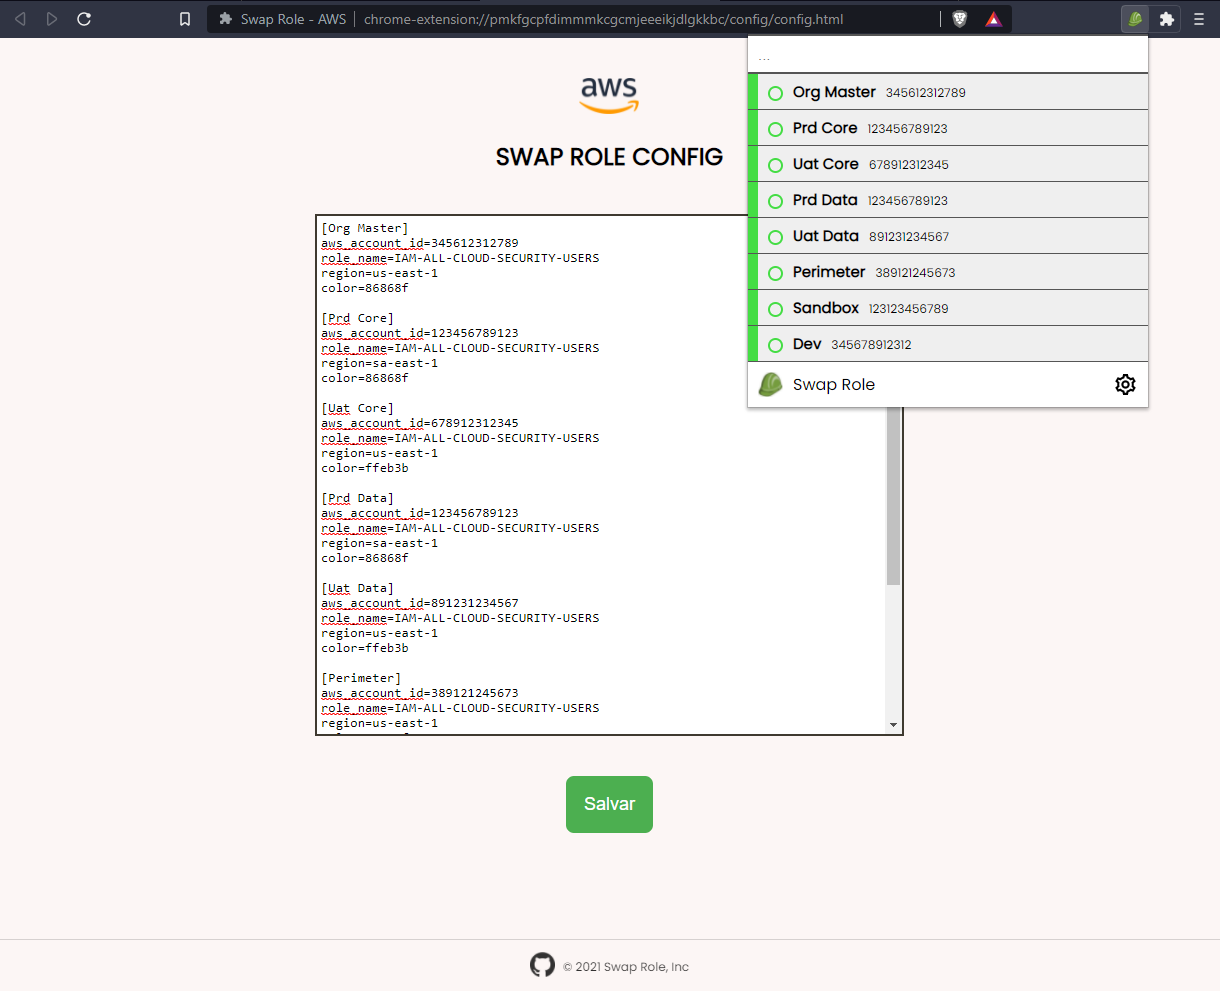 Swap Role - AWS
chrome-extension://pmkfgcpfdimmmkcgcmjeeeikjdlgkkbc/config/config.html
...
Org Master 345612312789
Prd Core 123456789123
Uat Core 678912312345
Prd Data 123456789123
Uat Data 891231234567
Perimeter 389121245673
Sandbox 123123456789
Dev 345678912312
Swap Role
aws
SWAP ROLE CONFIG
[Org Master]
aws_account_id=345612312789
role_name=IAM-ALL-CLOUD-SECURITY-USERS
region=us-east-1
color=86868f
[Prd Core]
aws_account_id=123456789123
role_name=IAM-ALL-CLOUD-SECURITY-USERS
region=sa-east-1
color=86868f
[Uat Core]
aws_account_id=678912312345
role_name=IAM-ALL-CLOUD-SECURITY-USERS
region=us-east-1
color=ffeb3b
[Prd Data]
aws_account_id=123456789123
role_name=IAM-ALL-CLOUD-SECURITY-USERS
region=sa-east-1
color=86868f
[Uat Data]
aws_account_id=891231234567
role_name=IAM-ALL-CLOUD-SECURITY-USERS
region=us-east-1
color=ffeb3b
[Perimeter]
aws_account_id=389121245673
role_name=IAM-ALL-CLOUD-SECURITY-USERS
region=us-east-1
Salvar
© 2021 Swap Role, Inc